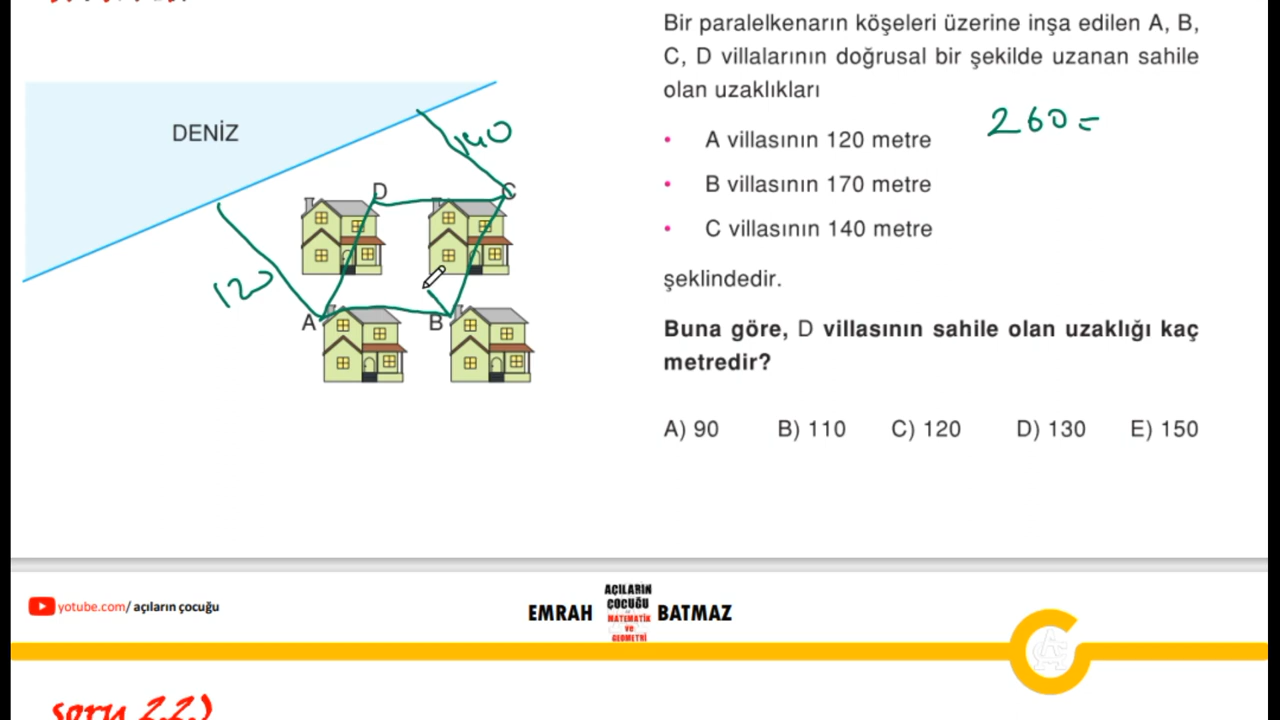 Bir paralelkenarın köşeleri üzerine inşa edilen A, B,
C, D villalarının doğrusal bir şekilde uzanan sahile
olan uzaklıkları
260=
• A villasının 120 metre
• B villasının 170 metre
• C villasının 140 metre
şeklindedir.
Buna göre, D villasının sahile olan uzaklığı kaç
metredir?
A) 90 B) 110 C) 120 D) 130 E) 150
DENİZ
140
D
C
120
A
B
yotube.com/ açıların çocuğu
EMRAH
AÇILARIN
ÇOCUĞU
MATEMATİK
ve
GEOMETRİ
BATMAZ
soru 22)